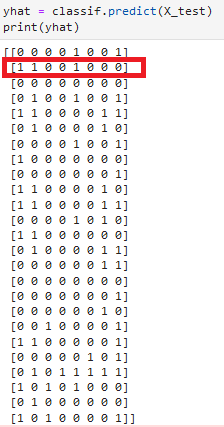 yhat = classif.predict(X_test)
print(yhat)
[[0 0 0 0 1 0 0 1]
[1 1 0 0 1 0 0 0]
[0 0 0 0 0 0 0 0]
[0 1 0 0 1 0 0 1]
[1 1 0 0 0 0 1 1]
[0 1 0 0 0 0 1 0]
[0 0 0 0 1 0 0 1]
[1 0 0 0 0 0 0 0]
[0 0 0 0 0 0 0 1]
[1 1 0 0 0 0 1 0]
[1 1 0 0 0 0 1 1]
[0 0 0 0 1 0 1 0]
[1 1 0 0 0 0 0 0]
[0 1 0 0 0 0 1 1]
[0 0 0 0 0 0 1 1]
[0 0 0 0 0 0 0 0]
[0 0 0 0 0 0 0 1]
[0 0 0 0 0 0 1 0]
[0 0 1 0 0 0 0 1]
[1 1 0 0 0 0 0 1]
[0 0 0 0 0 1 0 1]
[0 1 0 1 1 1 1 1]
[1 0 1 0 1 0 0 0]
[0 1 0 0 0 0 0 0]
[1 0 1 0 0 0 0 1]]